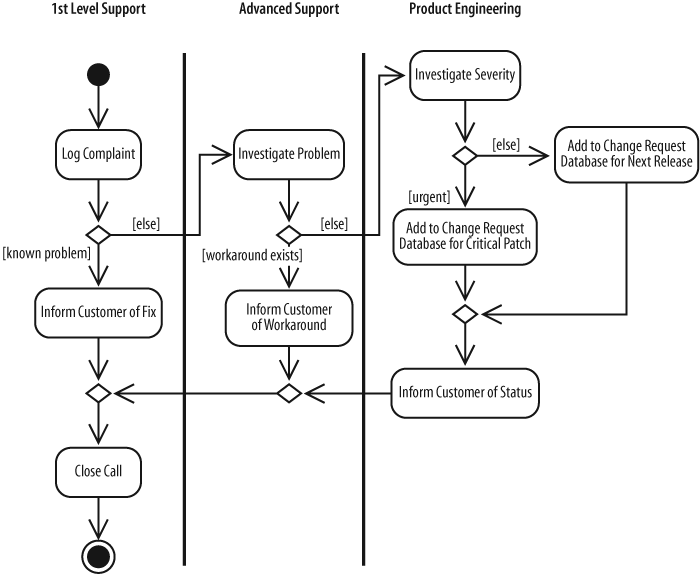 1st Level Support
Advanced Support
Product Engineering
Log Complaint
[else]
[known problem]
Inform Customer of Fix
Close Call
Investigate Problem
[else]
[workaround exists]
Inform Customer
of Workaround
Investigate Severity
[else]
Add to Change Request
Database for Next Release
[urgent]
Add to Change Request
Database for Critical Patch
Inform Customer of Status